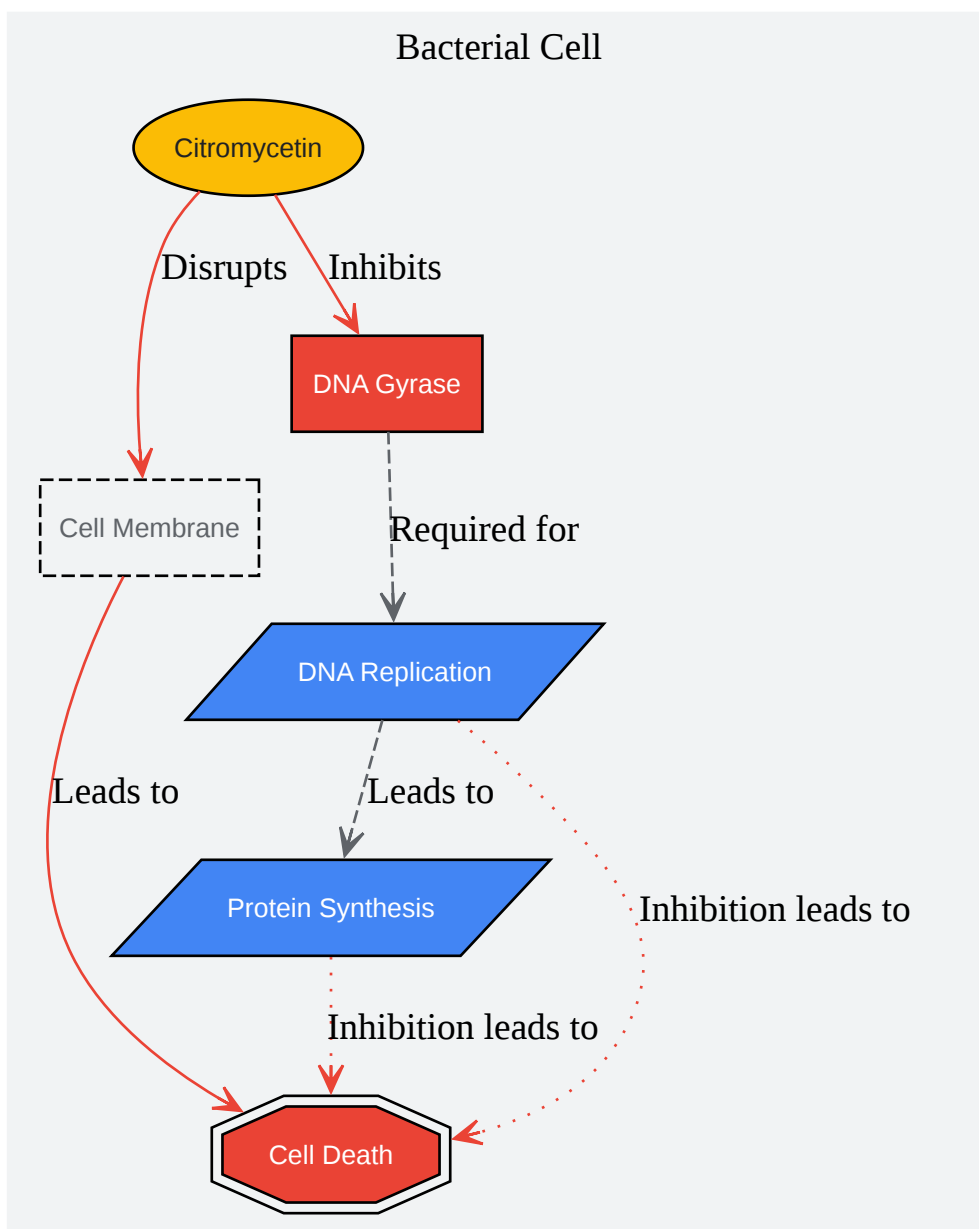 Bacterial Cell
Citromycetin
Disrupts
Inhibits
DNA Gyrase
Cell Membrane
Required for
DNA Replication
Leads to
Leads to
Protein Synthesis
Inhibition leads to
Inhibition leads to
Cell Death